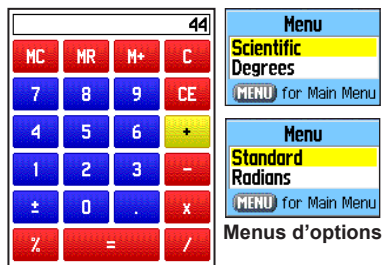 44
MC MR M+ C
7 8 9 CE
4 5 6 +
1 2 3 -
± 0 . x
% = /
Menu
Scientific
Degrees
MENU for Main Menu
Menu
Standard
Radians
MENU for Main Menu
Menus d'options